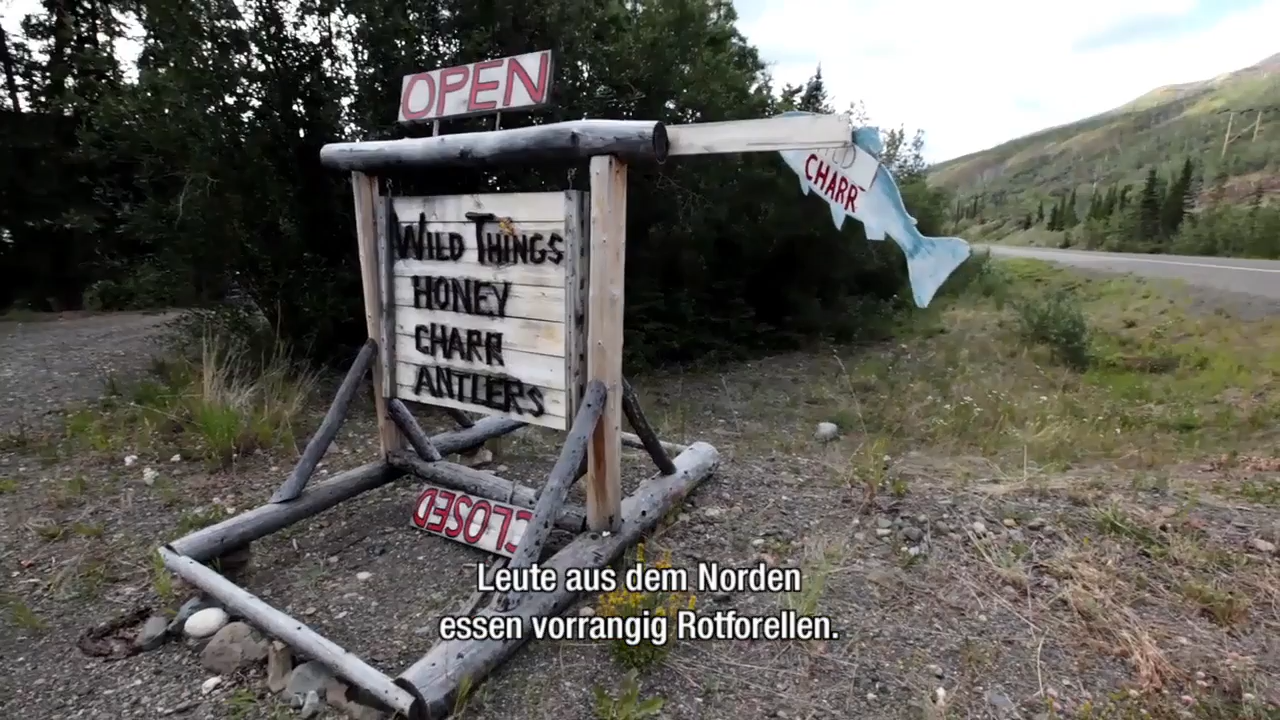 OPEN
CHARR
WILD THINGS
HONEY
CHARR
ANTLERS
CLOSED
Leute aus dem Norden
essen vorrangig Rotforellen.